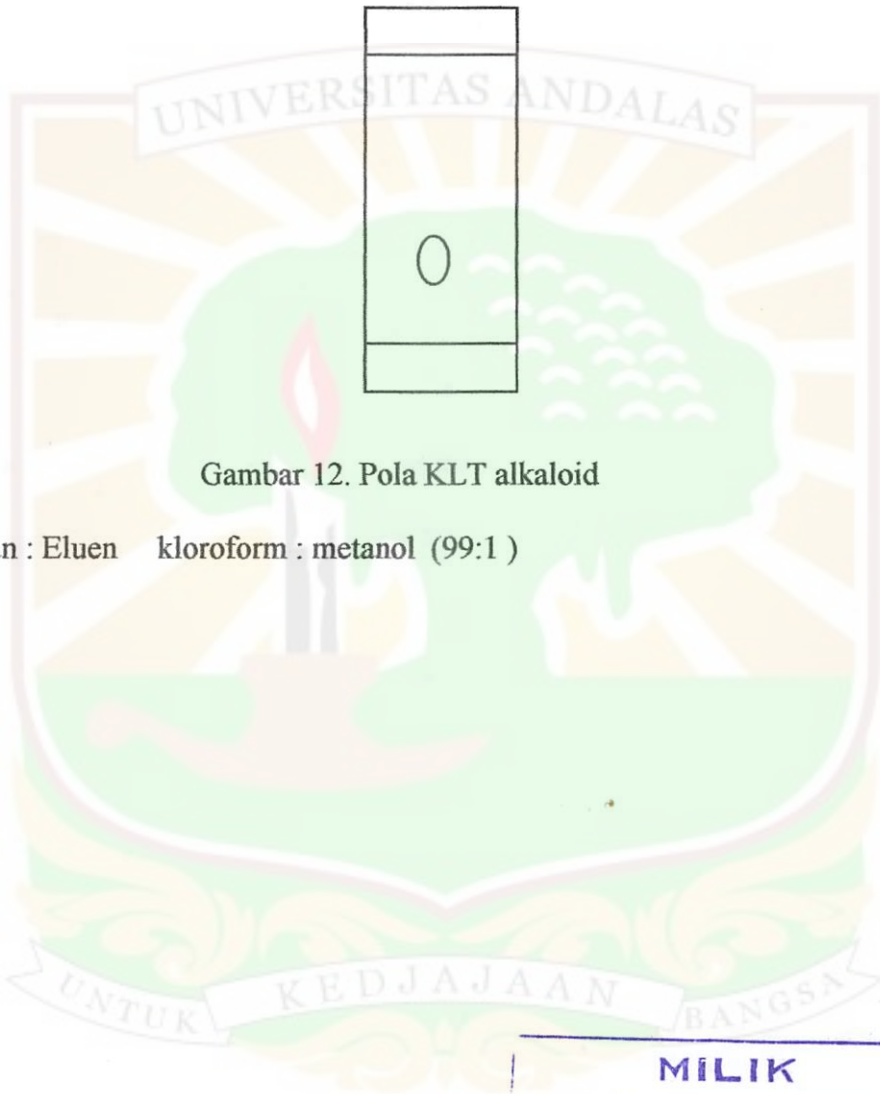 UNIVERSITAS ANDALAS
Gambar 12. Pola KLT alkaloid
n : Eluen kloroform : metanol (99:1 )
UNTUK KEDJAJAAN BANGSA
MILIK